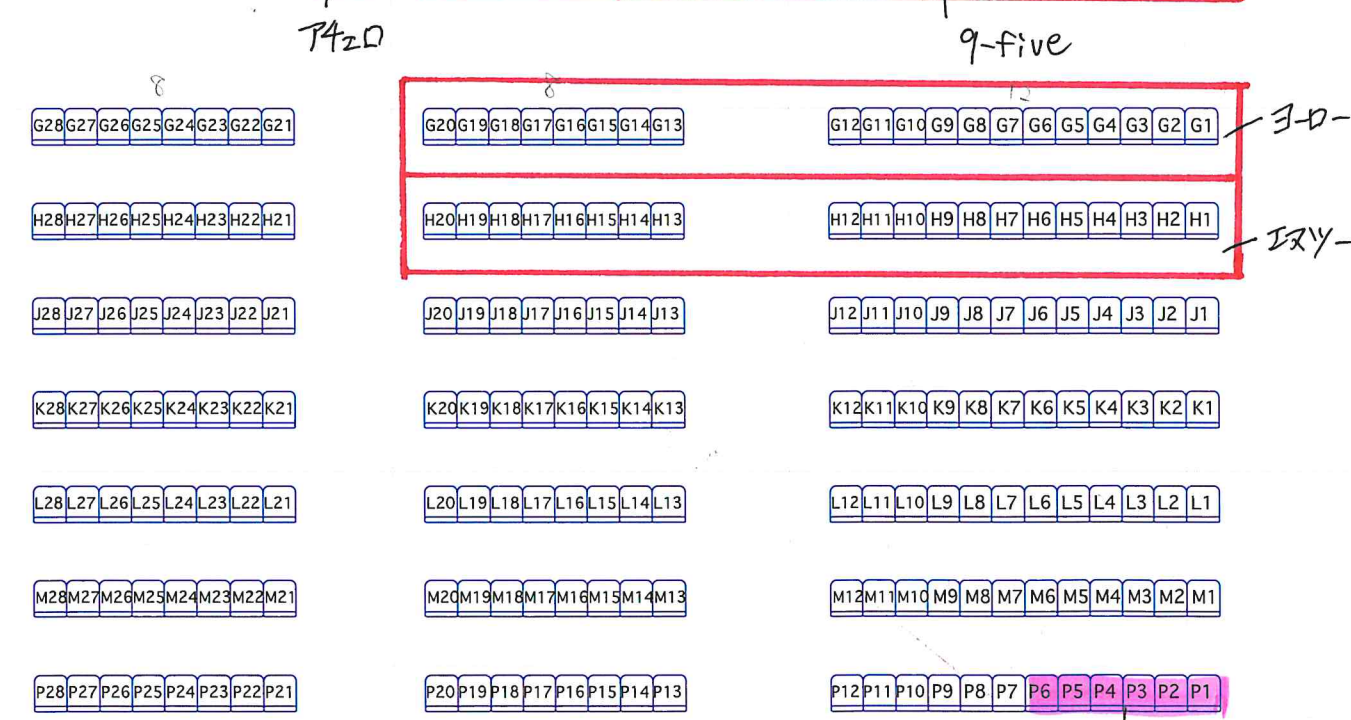 アチェロ 9-five
8 8 12
G28 G27 G26 G25 G24 G23 G22 G21 G20 G19 G18 G17 G16 G15 G14 G13 G12 G11 G10 G9 G8 G7 G6 G5 G4 G3 G2 G1 ヨーロー
H28 H27 H26 H25 H24 H23 H22 H21 H20 H19 H18 H17 H16 H15 H14 H13 H12 H11 H10 H9 H8 H7 H6 H5 H4 H3 H2 H1
エヌツー
J28 J27 J26 J25 J24 J23 J22 J21 J20 J19 J18 J17 J16 J15 J14 J13 J12 J11 J10 J9 J8 J7 J6 J5 J4 J3 J2 J1
K28 K27 K26 K25 K24 K23 K22 K21 K20 K19 K18 K17 K16 K15 K14 K13 K12 K11 K10 K9 K8 K7 K6 K5 K4 K3 K2 K1
L28 L27 L26 L25 L24 L23 L22 L21 L20 L19 L18 L17 L16 L15 L14 L13 L12 L11 L10 L9 L8 L7 L6 L5 L4 L3 L2 L1
M28 M27 M26 M25 M24 M23 M22 M21 M20 M19 M18 M17 M16 M15 M14 M13 M12 M11 M10 M9 M8 M7 M6 M5 M4 M3 M2 M1
P28 P27 P26 P25 P24 P23 P22 P21 P20 P19 P18 P17 P16 P15 P14 P13 P12 P11 P10 P9 P8 P7 P6 P5 P4 P3 P2 P1